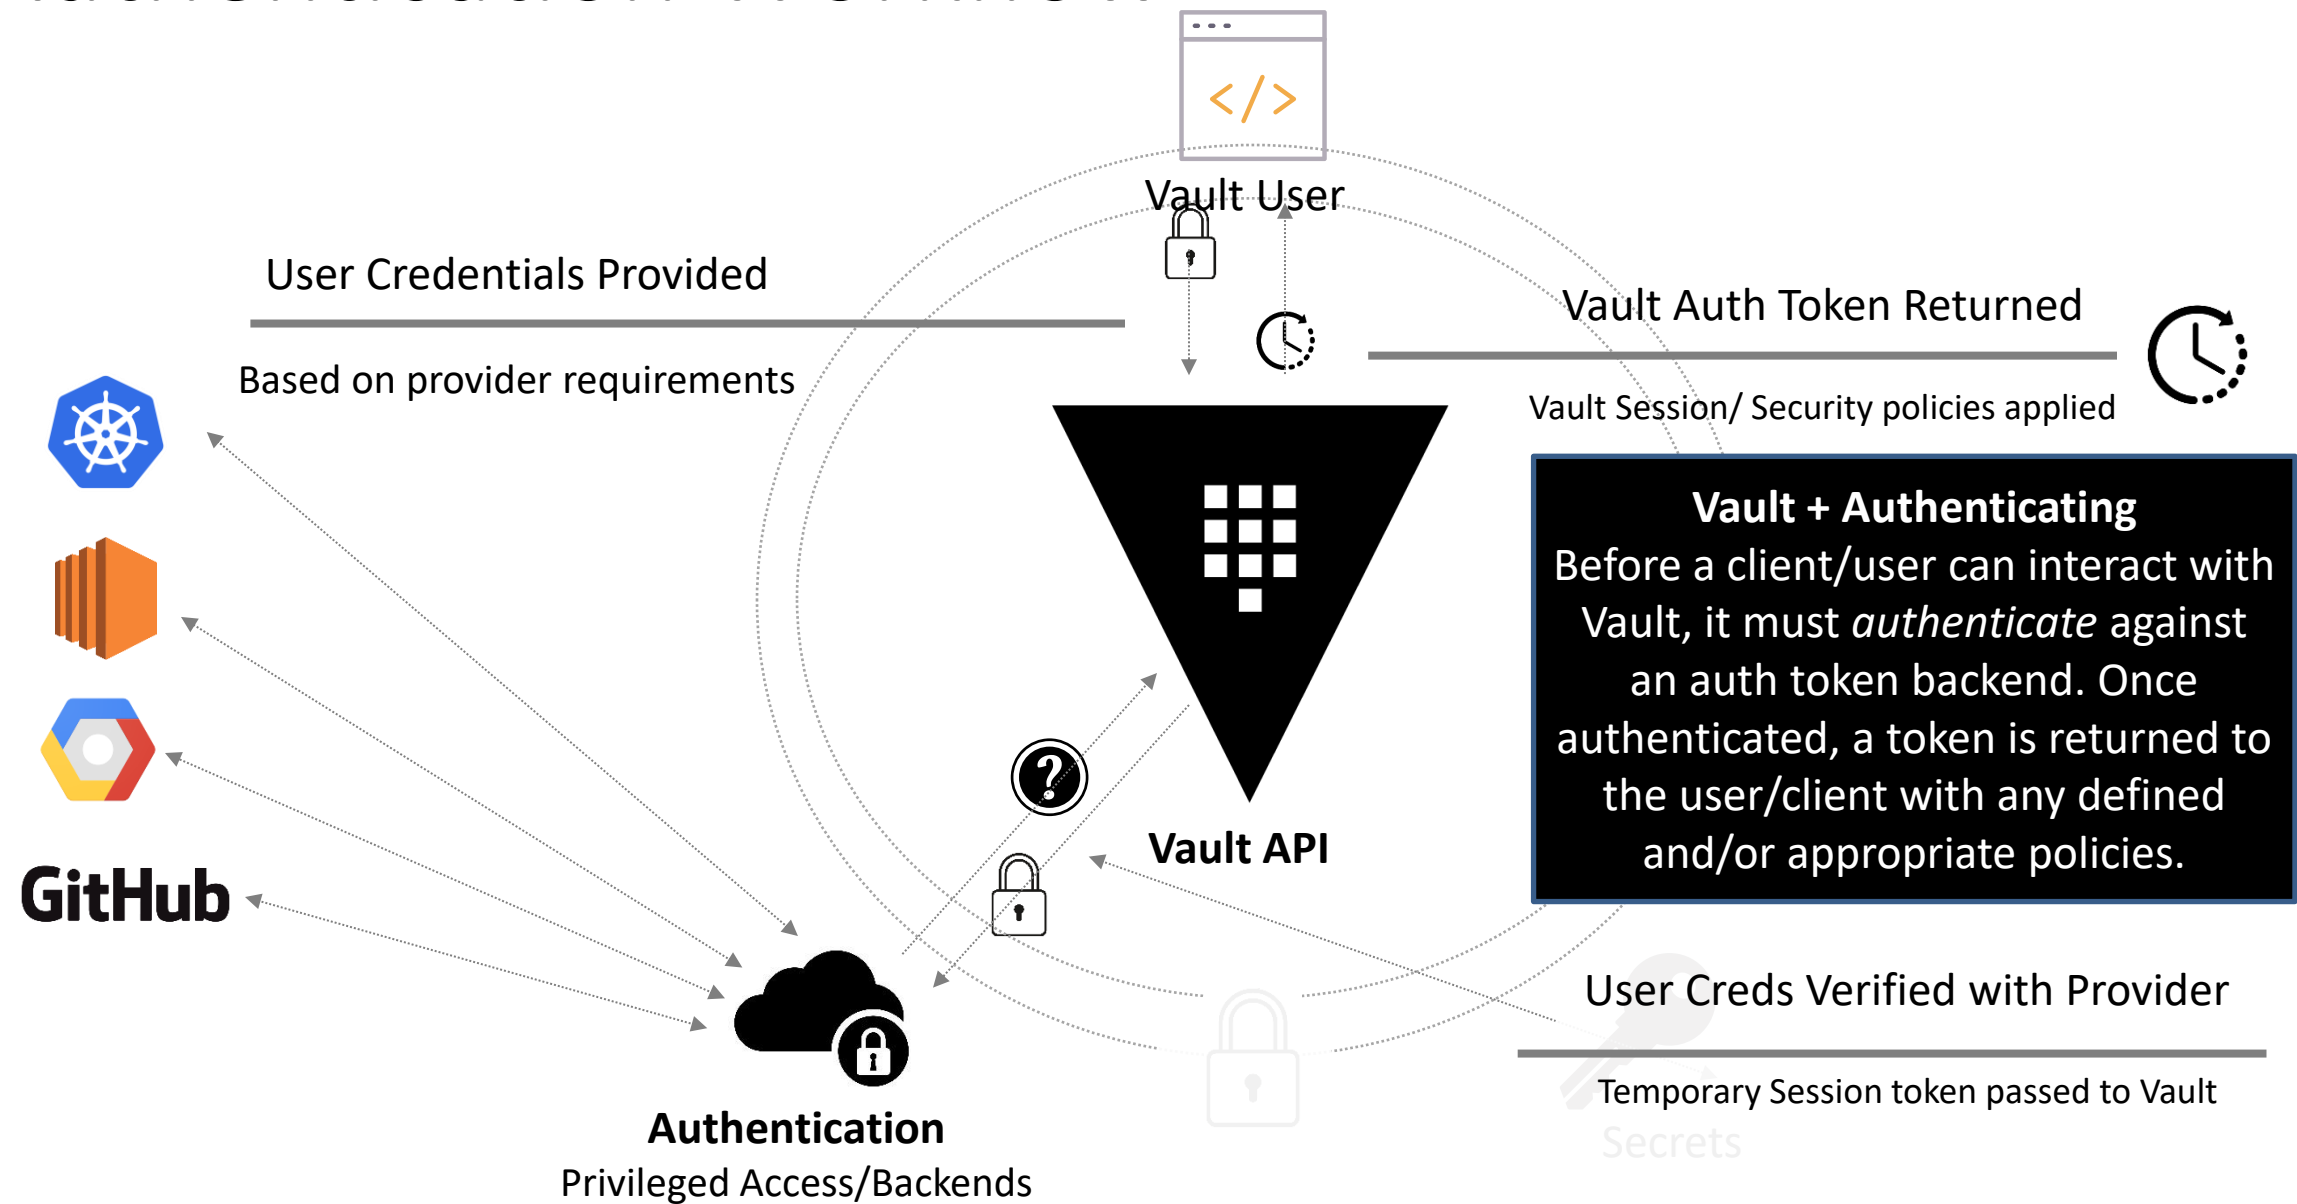 </>
Vault User
User Credentials Provided
Based on provider requirements
Vault Auth Token Returned
Vault Session/ Security policies applied
Vault + Authenticating
Before a client/user can interact with
Vault, it must authenticate against
an auth token backend. Once
authenticated, a token is returned to
the user/client with any defined
and/or appropriate policies.
?
Vault API
GitHub
User Creds Verified with Provider
Temporary Session token passed to Vault
Secrets
Authentication
Privileged Access/Backends